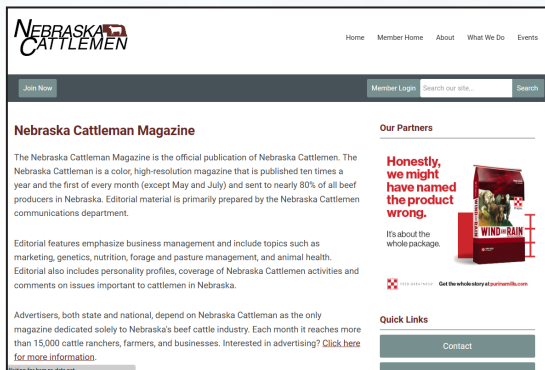 NEBRASKA
CATTLEMEN
Home Member Home About What We Do Events
Join Now
Member Login Search our site... Search
Nebraska Cattleman Magazine
The Nebraska Cattleman Magazine is the official publication of Nebraska Cattlemen. The
Nebraska Cattleman is a color, high-resolution magazine that is published ten times a
year and the first of every month (except May and July) and sent to nearly 80% of all beef
producers in Nebraska. Editorial material is primarily prepared by the Nebraska Cattlemen
communications department.
Editorial features emphasize business management and include topics such as
marketing, genetics, nutrition, forage and pasture management, and animal health.
Editorial also includes personality profiles, coverage of Nebraska Cattlemen activities and
comments on issues important to cattlemen in Nebraska.
Advertisers, both state and national, depend on Nebraska Cattleman as the only
magazine dedicated solely to Nebraska's beef cattle industry. Each month it reaches more
than 15,000 cattle ranchers, farmers, and businesses. Interested in advertising? Click here
for more information.
Our Partners
Honestly,
we might
have named
the product
wrong.
It's about the
whole package.
WIND AND RAIN
Get the whole story at purinamills.com
Quick Links
Contact